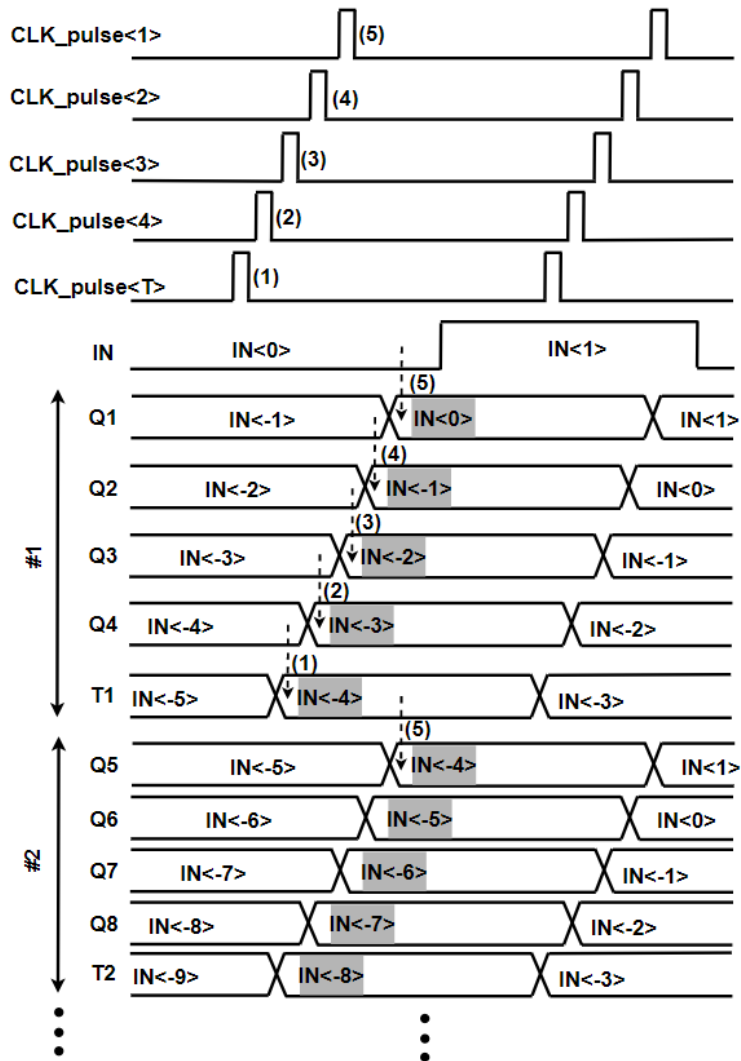 CLK_pulse<1> (5)
CLK_pulse<2> (4)
CLK_pulse<3> (3)
CLK_pulse<4> (2)
CLK_pulse<T> (1)
IN IN<0> IN<1>
(5)
Q1 IN<-1> IN<0> IN<1>
(4)
Q2 IN<-2> IN<-1> IN<0>
(3)
#1
Q3 IN<-3> IN<-2> IN<-1>
(2)
Q4 IN<-4> IN<-3> IN<-2>
(1)
T1 IN<-5> IN<-4> IN<-3>
(5)
Q5 IN<-5> IN<-4> IN<1>
Q6 IN<-6> IN<-5> IN<0>
#2
Q7 IN<-7> IN<-6> IN<-1>
Q8 IN<-8> IN<-7> IN<-2>
T2 IN<-9> IN<-8> IN<-3>